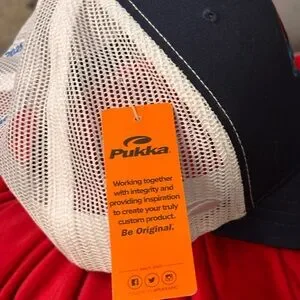 Pukka
Working together
with integrity and
providing inspiration
to create your truly
custom product.
Be Original.